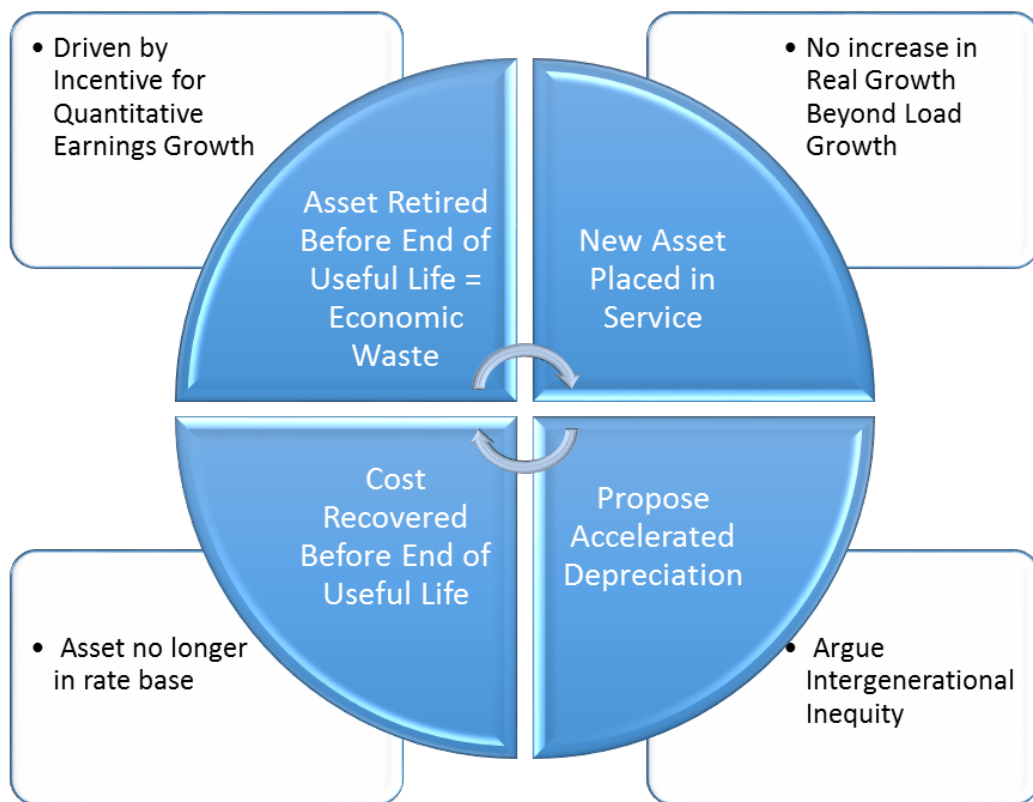 • Driven by
Incentive for
Quantitative
Earnings Growth
• No increase in
Real Growth
Beyond Load
Growth
Asset Retired
Before End of
Useful Life =
Economic
Waste
New Asset
Placed in
Service
Cost
Recovered
Before End of
Useful Life
Propose
Accelerated
Depreciation
• Asset no longer
in rate base
• Argue
Intergenerational
Inequity